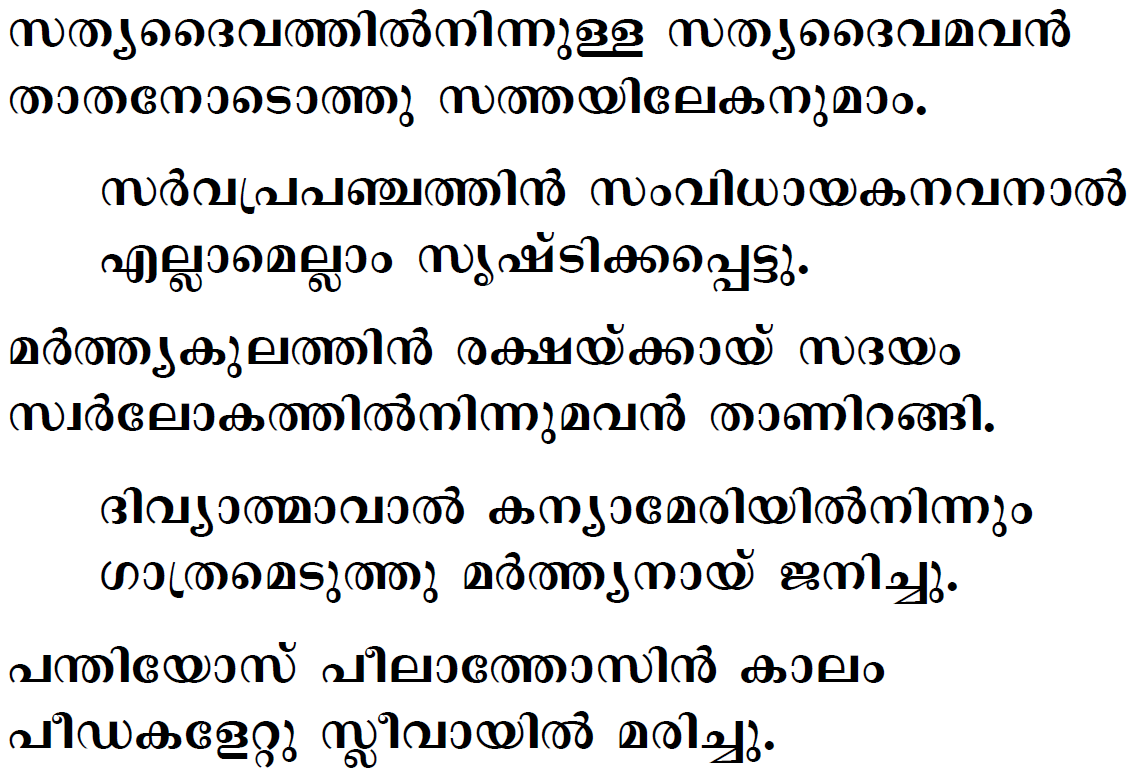 സത്യദൈവത്തിൽനിന്നുള്ള സത്യദൈവമവൻ
താതനോടൊത്തു സത്തയിലേകനുമാം.
സർവപ്രപഞ്ചത്തിൻ സംവിധായകനവനാൽ
എല്ലാമെല്ലാം സൃഷ്ടിക്കപ്പെട്ടു.
മർത്ത്യകുലത്തിൻ രക്ഷയ്ക്കായ് സദയം
സ്വർലോകത്തിൽനിന്നുമവൻ താണിറങ്ങി.
ദിവ്യാത്മാവാൽ കന്യാമേരിയിൽനിന്നും
ഗാത്രമെടുത്തു മർത്ത്യനായ് ജനിച്ചു.
പന്തിയോസ് പീലാത്തോസിൻ കാലം
പീഡകളേറ്റു സ്ലീവായിൽ മരിച്ചു.